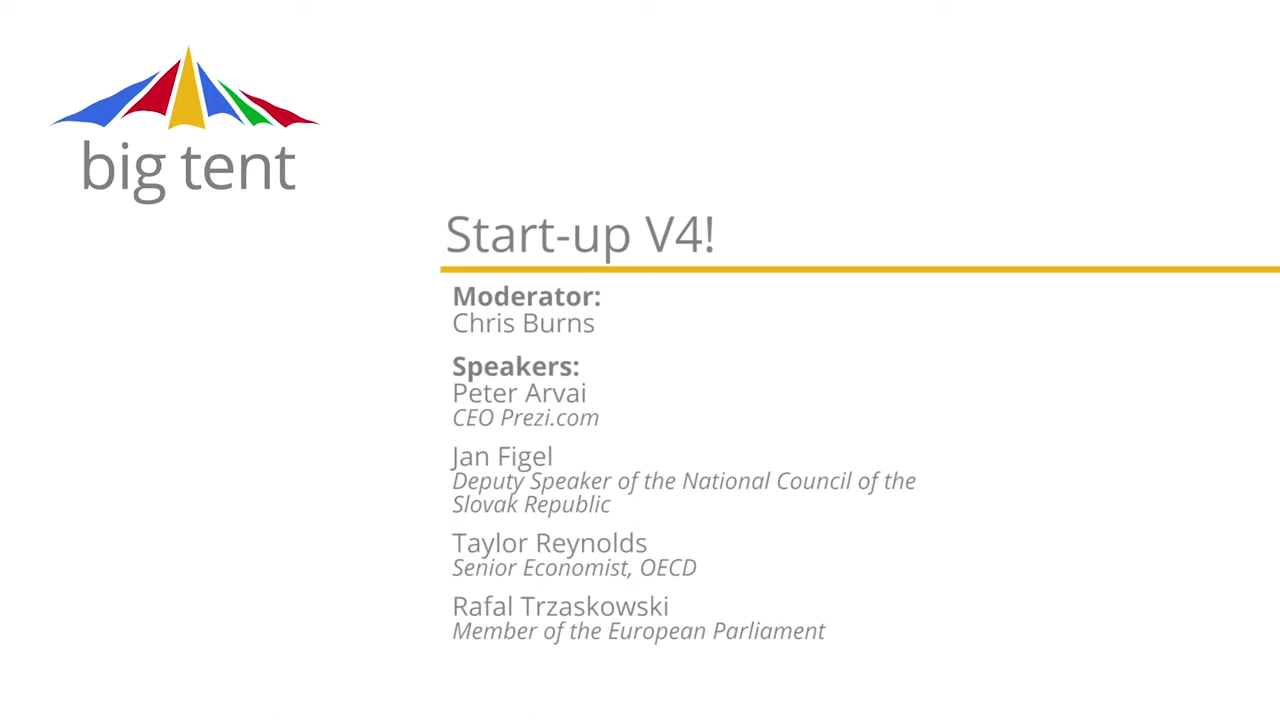 big tent
Start-up V4!
Moderator:
Chris Burns
Speakers:
Peter Arvai
CEO Prezi.com
Jan Figel
Deputy Speaker of the National Council of the
Slovak Republic
Taylor Reynolds
Senior Economist, OECD
Rafal Trzaskowski
Member of the European Parliament